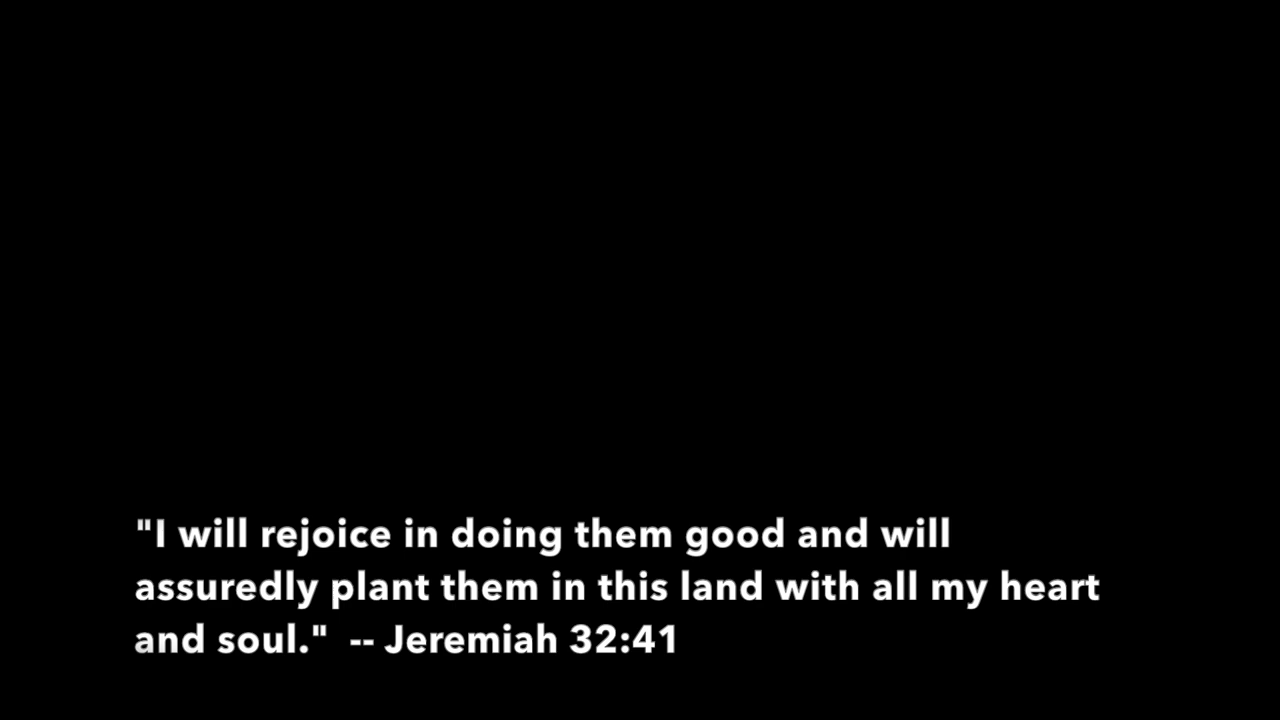 "I will rejoice in doing them good and will
assuredly plant them in this land with all my heart
and soul."  -- Jeremiah 32:41